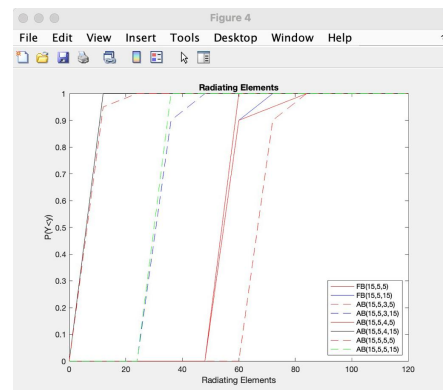 Figure 4
File Edit View Insert Tools Desktop Window Help
Radiating Elements
1
0.9
0.8
0.7
0.6
0.5
0.4
0.3
0.2
0.1
0
P(Y<y)
0 20 40 60 80 100 120
Radiating Elements
FB(15,5,5)
FB(15,5,15)
AB(15,5,3,5)
AB(15,5,3,15)
AB(15,5,4,5)
AB(15,5,4,15)
AB(15,5,5,5)
AB(15,5,5,15)